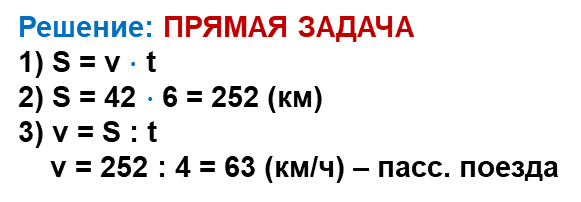 Решение: ПРЯМАЯ ЗАДАЧА
1) S = v · t
2) S = 42 · 6 = 252 (км)
3) v = S : t
v = 252 : 4 = 63 (км/ч) – пасс. поезда